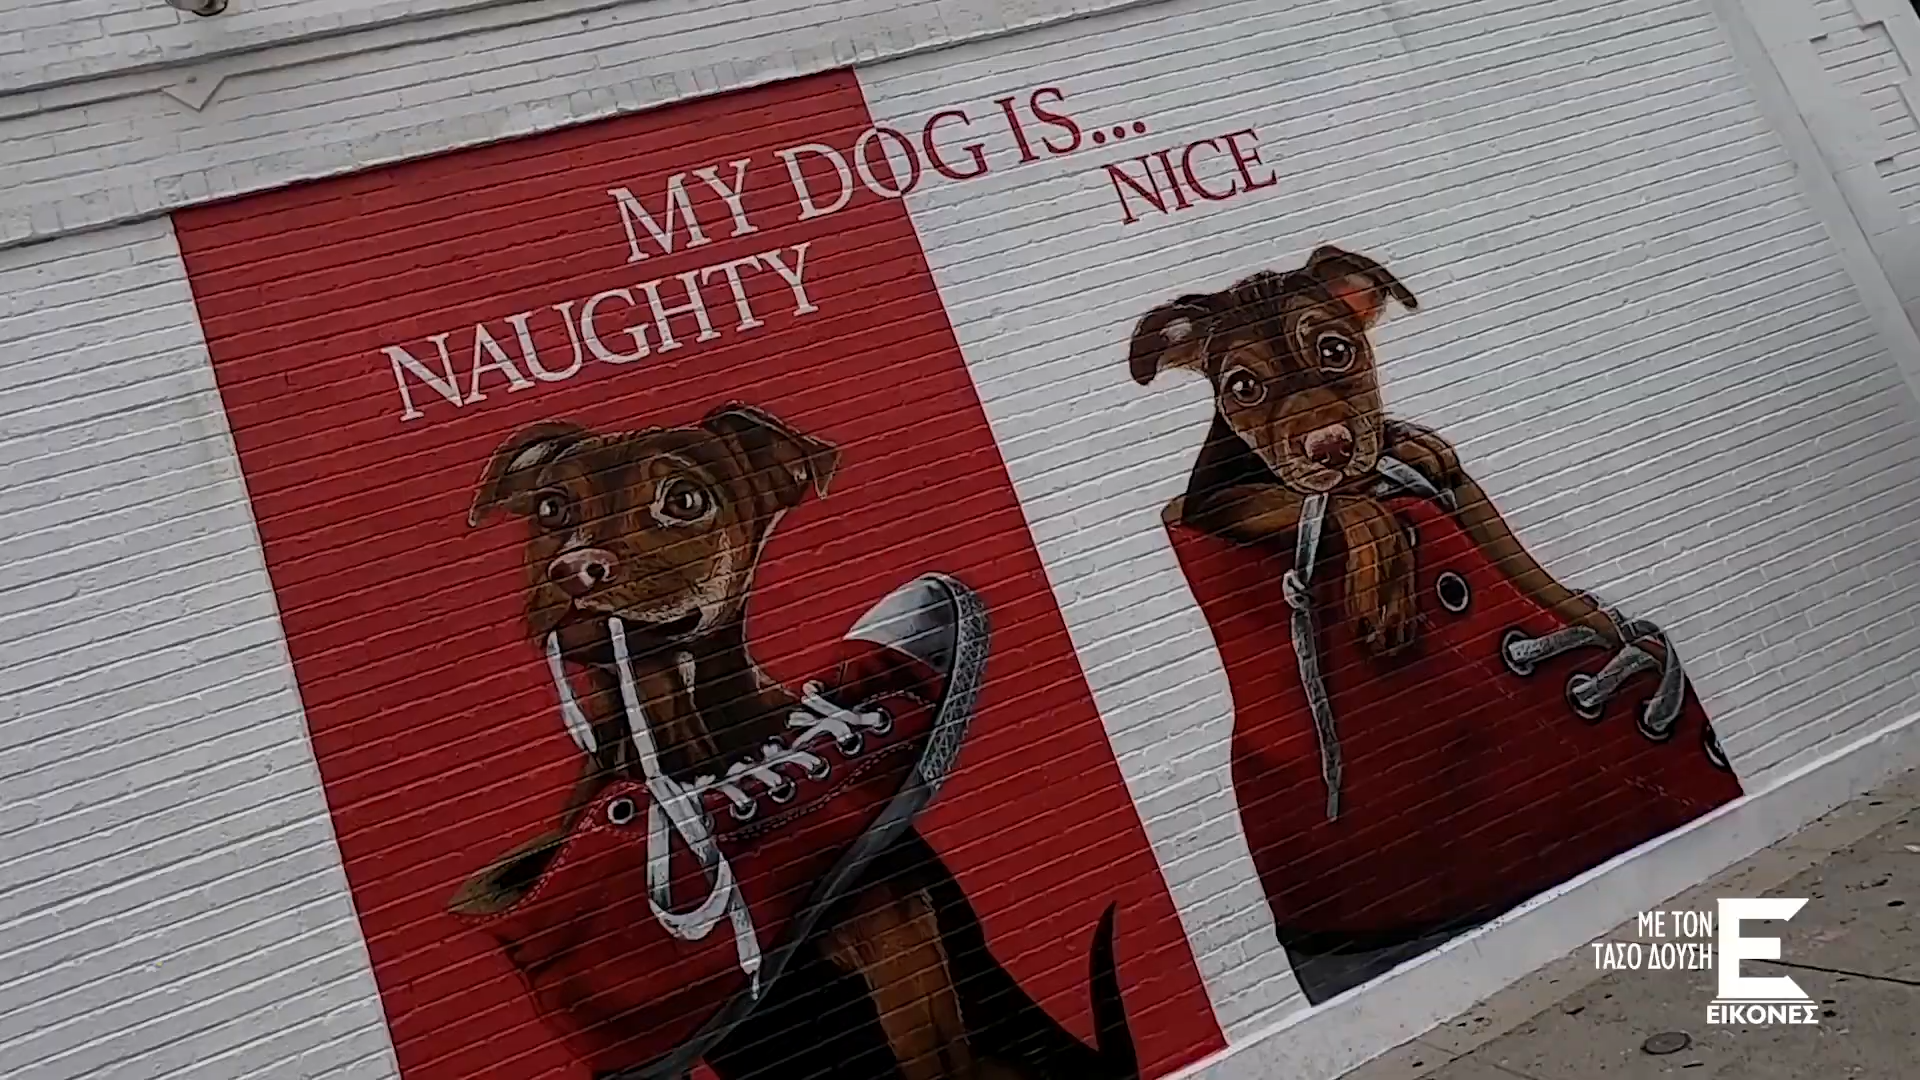 MY DOG IS...
NAUGHTY
NICE
ΜΕ ΤΟΝ
ΤΑΣΟ ΔΟΥΣΗ
Ε
ΕΙΚΟΝΕΣ